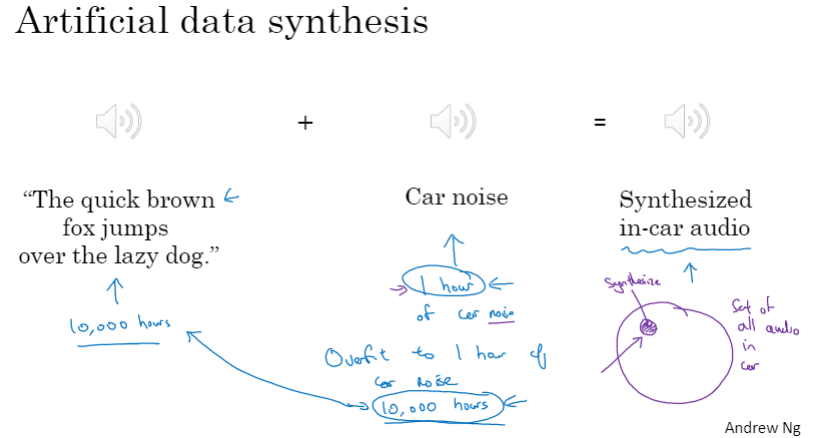 Artificial data synthesis
+
=
“The quick brown
fox jumps
over the lazy dog.”
10,000 hours
Car noise
1 hour
of car noise
Overfit to 1 hour of
car noise
10,000 hours
Synthesized
in-car audio
Synthesize
Set of
all audio
in
car
Andrew Ng